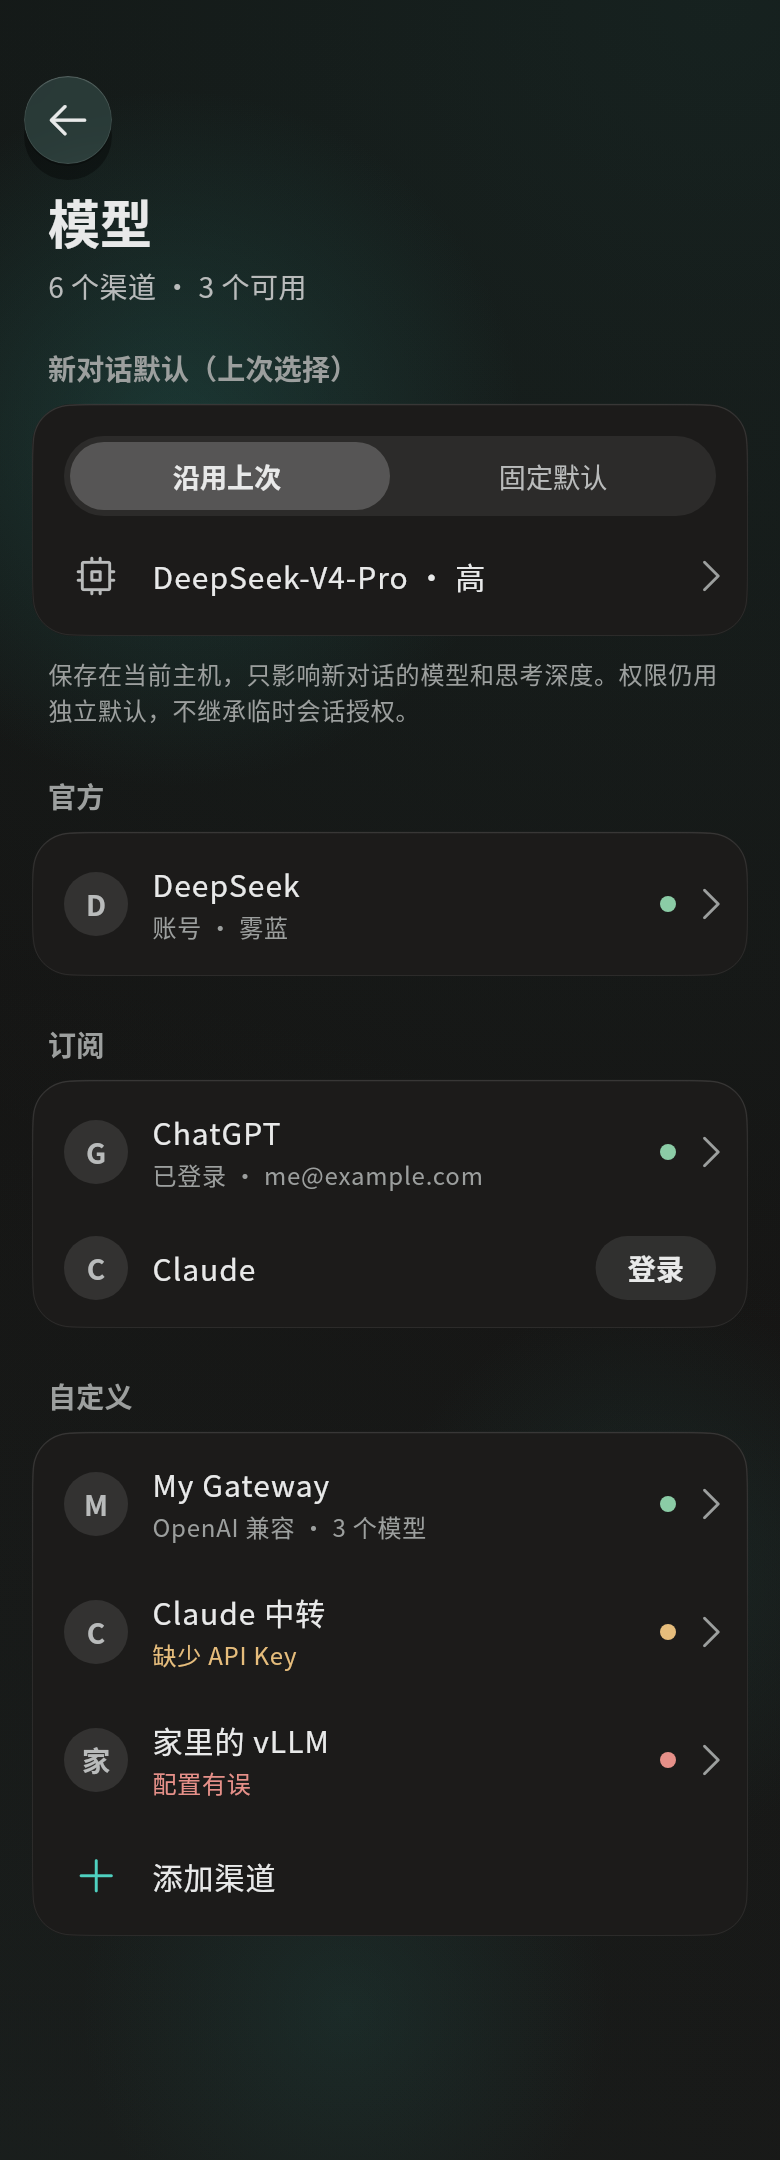 模型
6 个渠道 · 3 个可用
新对话默认（上次选择）
沿用上次
固定默认
DeepSeek-V4-Pro · 高
保存在当前主机，只影响新对话的模型和思考深度。权限仍用
独立默认，不继承临时会话授权。
官方
D
DeepSeek
账号 · 雾蓝
订阅
G
ChatGPT
已登录 · me@example.com
C
Claude
登录
自定义
M
My Gateway
OpenAI 兼容 · 3 个模型
C
Claude 中转
缺少 API Key
家
家里的 vLLM
配置有误
添加渠道